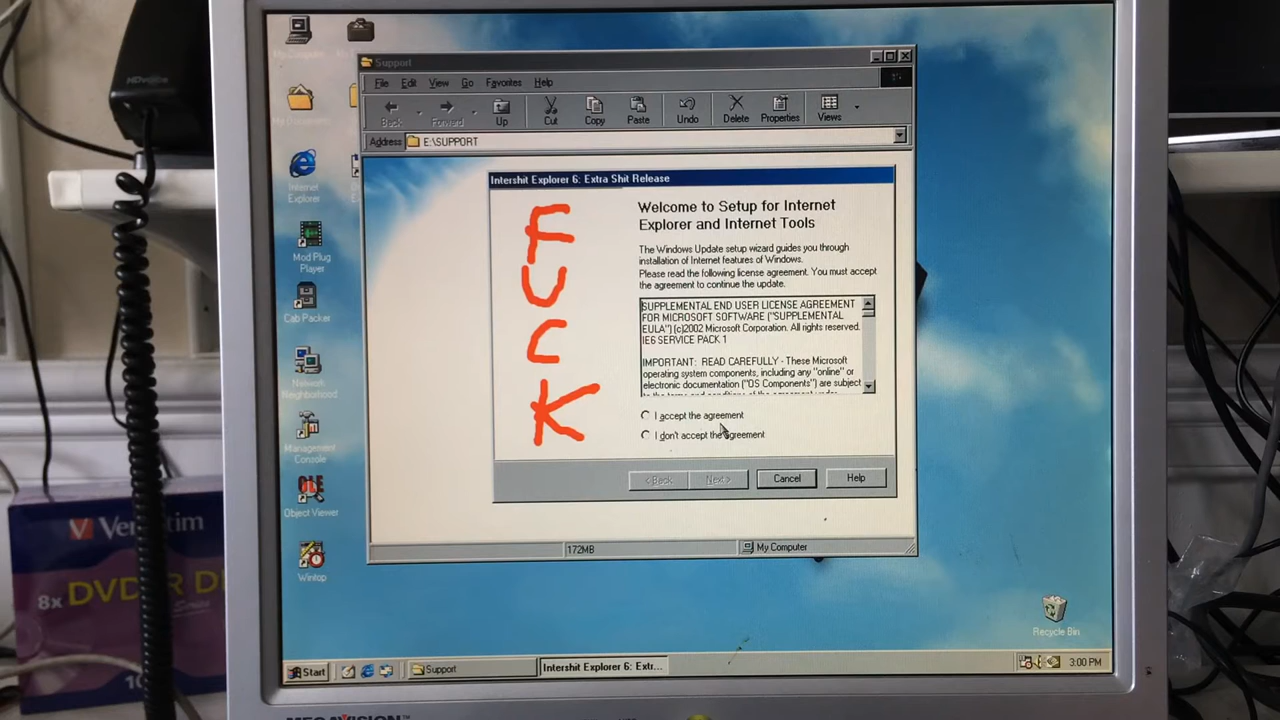 HDvoice
Support
File Edit View Go Favorites Help
Back Forward Up Cut Copy Paste Undo Delete Properties Views
Address E:\SUPPORT
Internet
Explorer
Mod Plug
Player
Cab Packer
Network
Neighborhood
Management
Console
OLE
Object Viewer
Wintop
Intershit Explorer 6: Extra Shit Release
FUCK
Welcome to Setup for Internet
Explorer and Internet Tools
The Windows Update setup wizard guides you through
installation of Internet features of Windows.
Please read the following license agreement. You must accept
the agreement to continue the update.
SUPPLEMENTAL END USER LICENSE AGREEMENT
FOR MICROSOFT SOFTWARE ("SUPPLEMENTAL
EULA") (c)2002 Microsoft Corporation. All rights reserved.
IE6 SERVICE PACK 1
IMPORTANT: READ CAREFULLY - These Microsoft
operating system components, including any "online" or
electronic documentation ("OS Components") are subject
I accept the agreement
I don't accept the agreement
< Back Next > Cancel Help
172MB My Computer
Recycle Bin
Start Support Intershit Explorer 6: Extr... 3:00 PM
Verbatim
8x DVD+R
Series
10
MEGAVISION